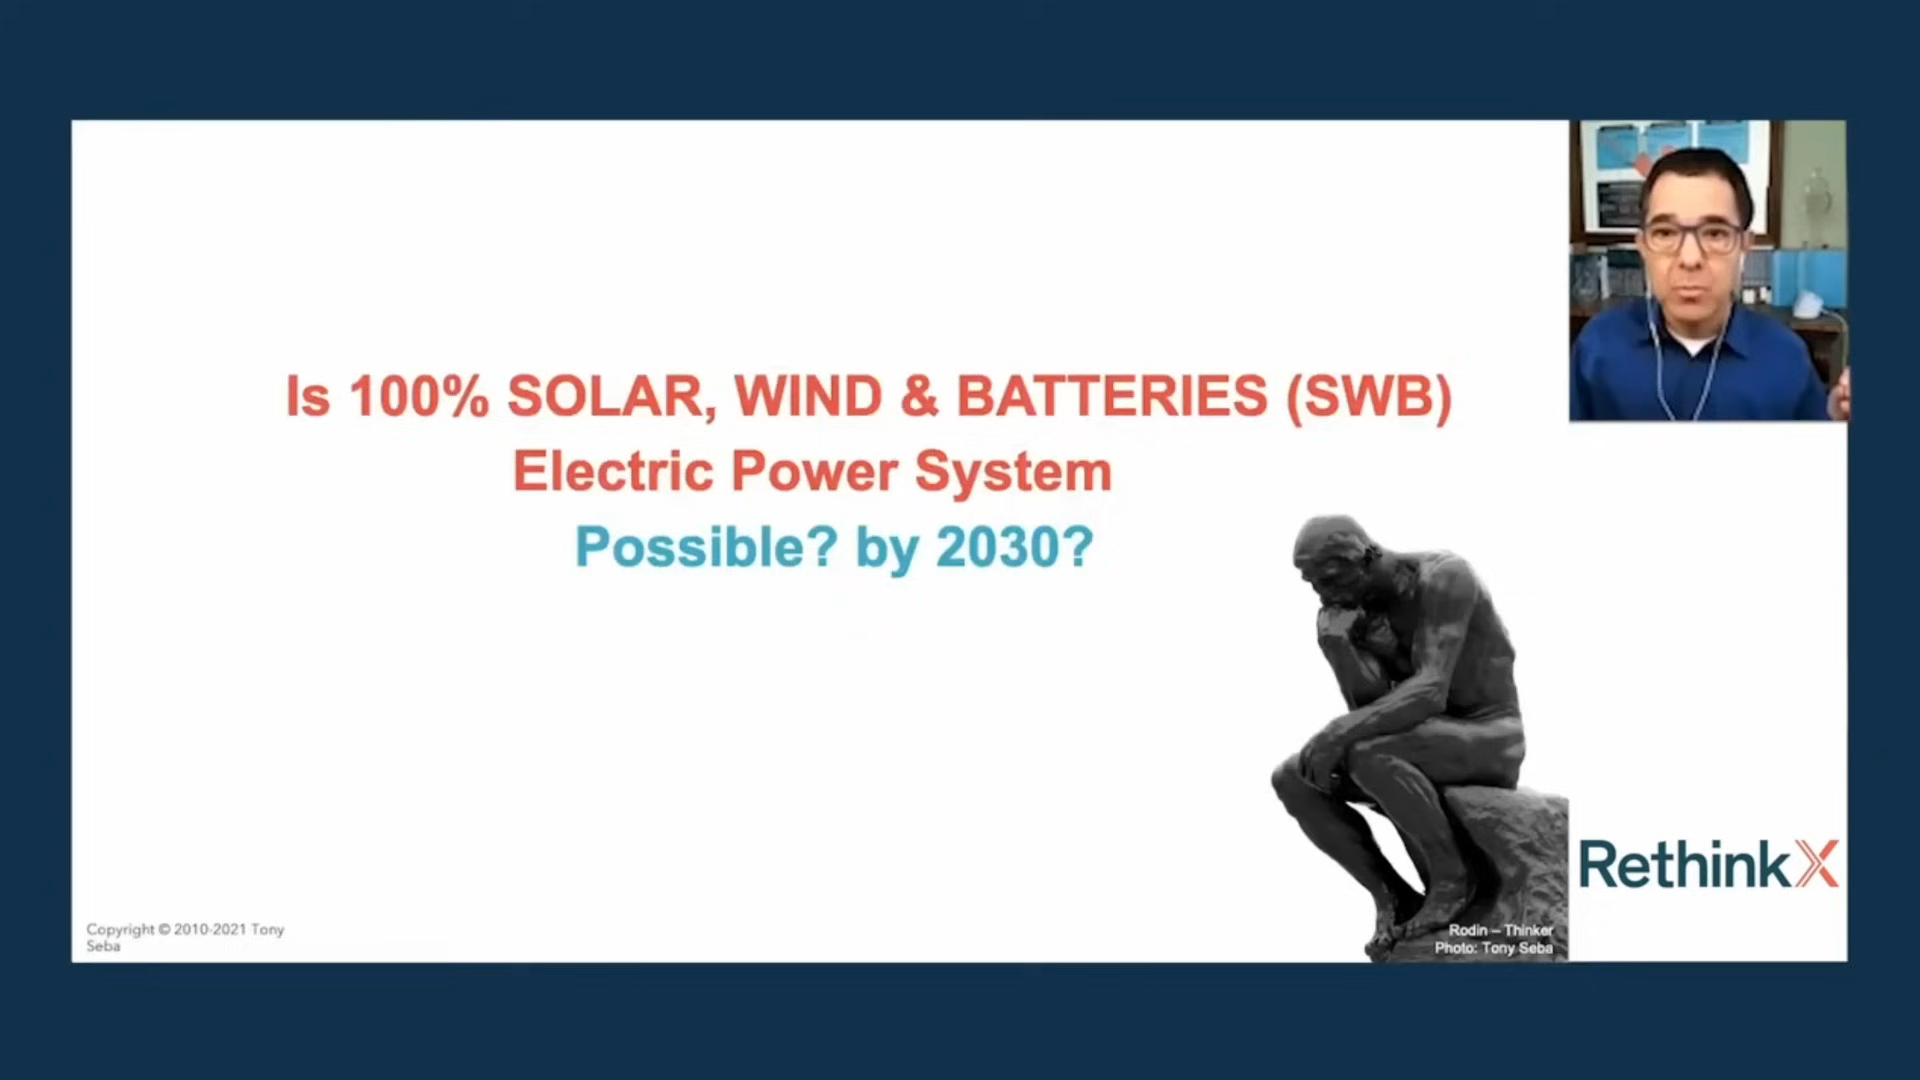 Is 100% SOLAR, WIND & BATTERIES (SWB)
Electric Power System
Possible? by 2030?
RethinkX
Copyright © 2010-2021 Tony
Seba
Rodin – Thinker
Photo: Tony Seba